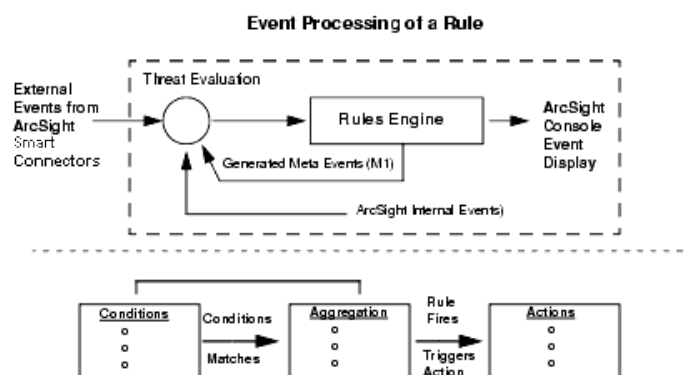 Event Processing of a Rule
External
Events from
ArcSight
Smart
Connectors
Threat Evaluation
Rules Engine
ArcSight
Console
Event
Display
Generated Meta Events (M1)
ArcSight Internal Events)
Conditions
Conditions
Matches
Aggregation
Rule
Fires
Triggers
Action
Actions